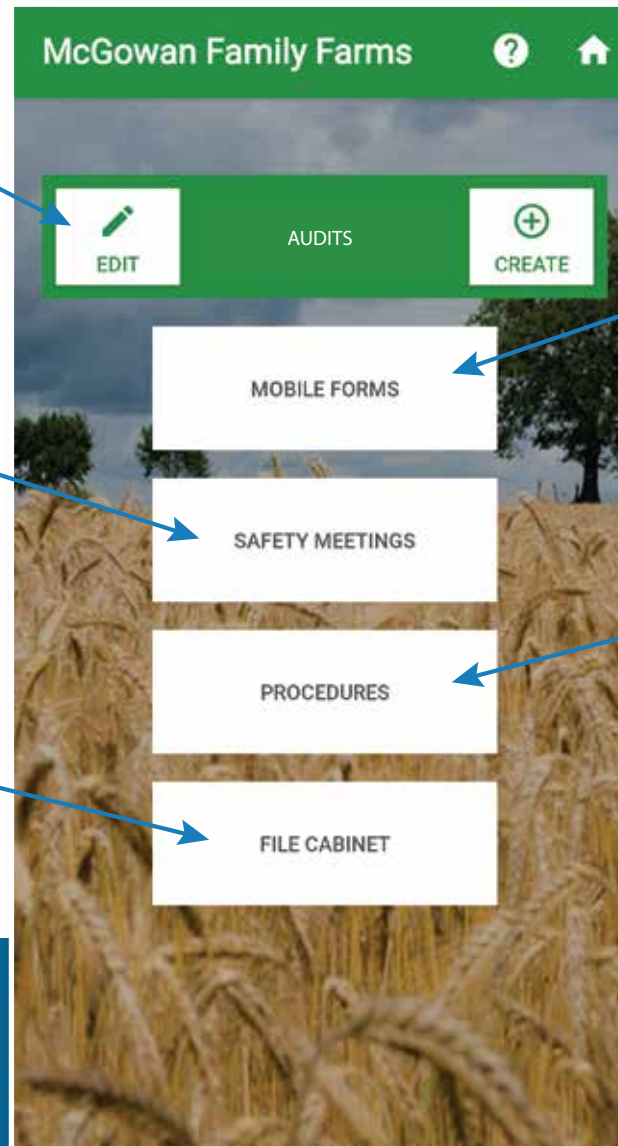 McGowan Family Farms
?
EDIT
AUDITS
CREATE
MOBILE FORMS
SAFETY MEETINGS
PROCEDURES
FILE CABINET